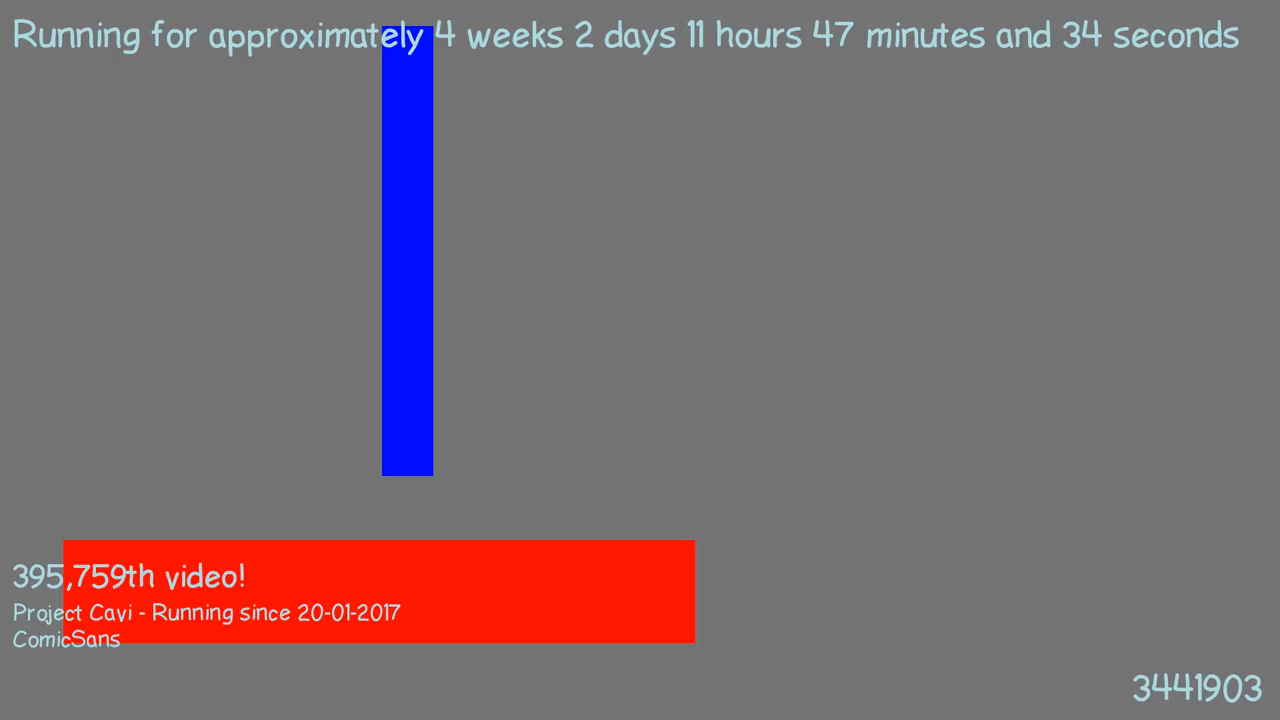 Running for approximately 4 weeks 2 days 11 hours 47 minutes and 34 seconds
395,759th video!
Project Cavi - Running since 20-01-2017
ComicSans
3441903